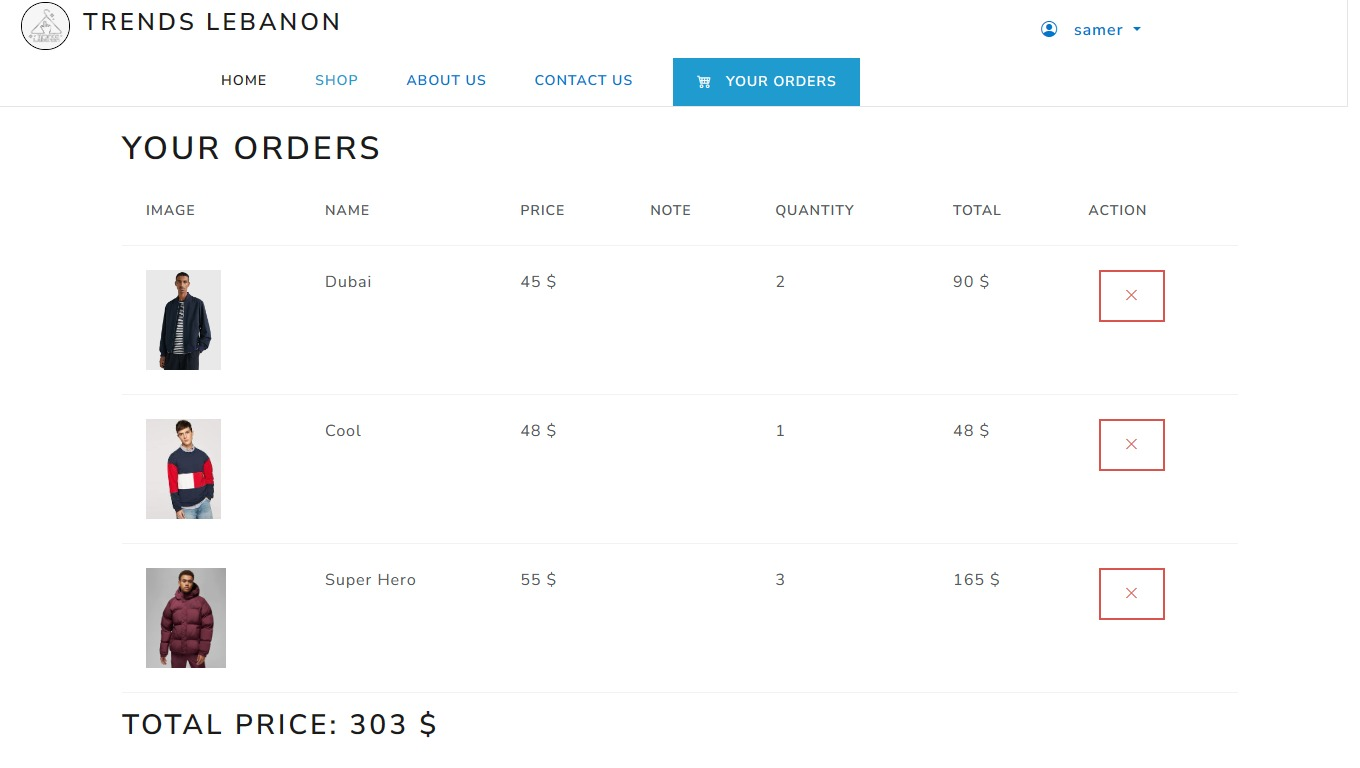 TRENDS LEBANON
samer
HOME SHOP ABOUT US CONTACT US YOUR ORDERS
YOUR ORDERS
IMAGE NAME PRICE NOTE QUANTITY TOTAL ACTION
Dubai 45 $ 2 90 $
Cool 48 $ 1 48 $
Super Hero 55 $ 3 165 $
TOTAL PRICE: 303 $